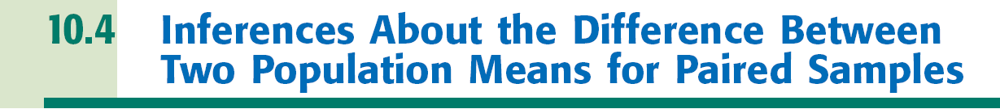 10.4 Inferences About the Difference Between
Two Population Means for Paired Samples